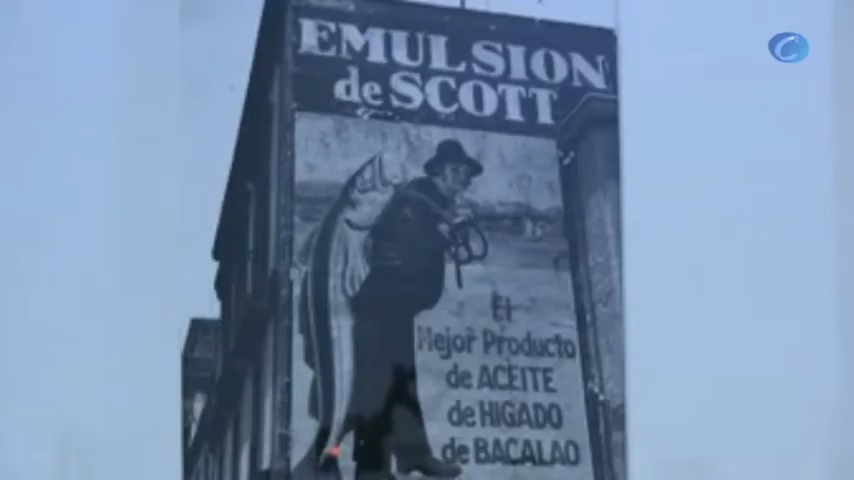 EMULSION
de SCOTT
El
Mejor Producto
de ACEITE
de HIGADO
de BACALAO